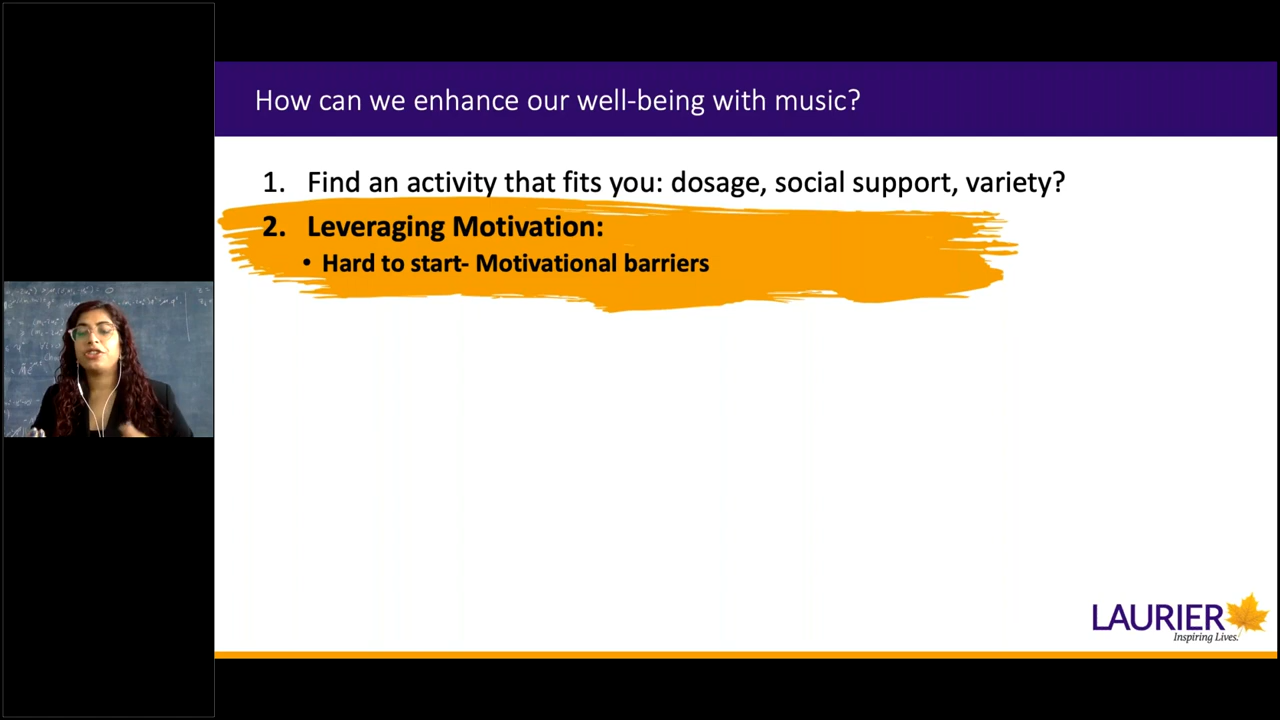 How can we enhance our well-being with music?
1. Find an activity that fits you: dosage, social support, variety?
2. Leveraging Motivation:
• Hard to start- Motivational barriers
LAURIER
Inspiring Lives.